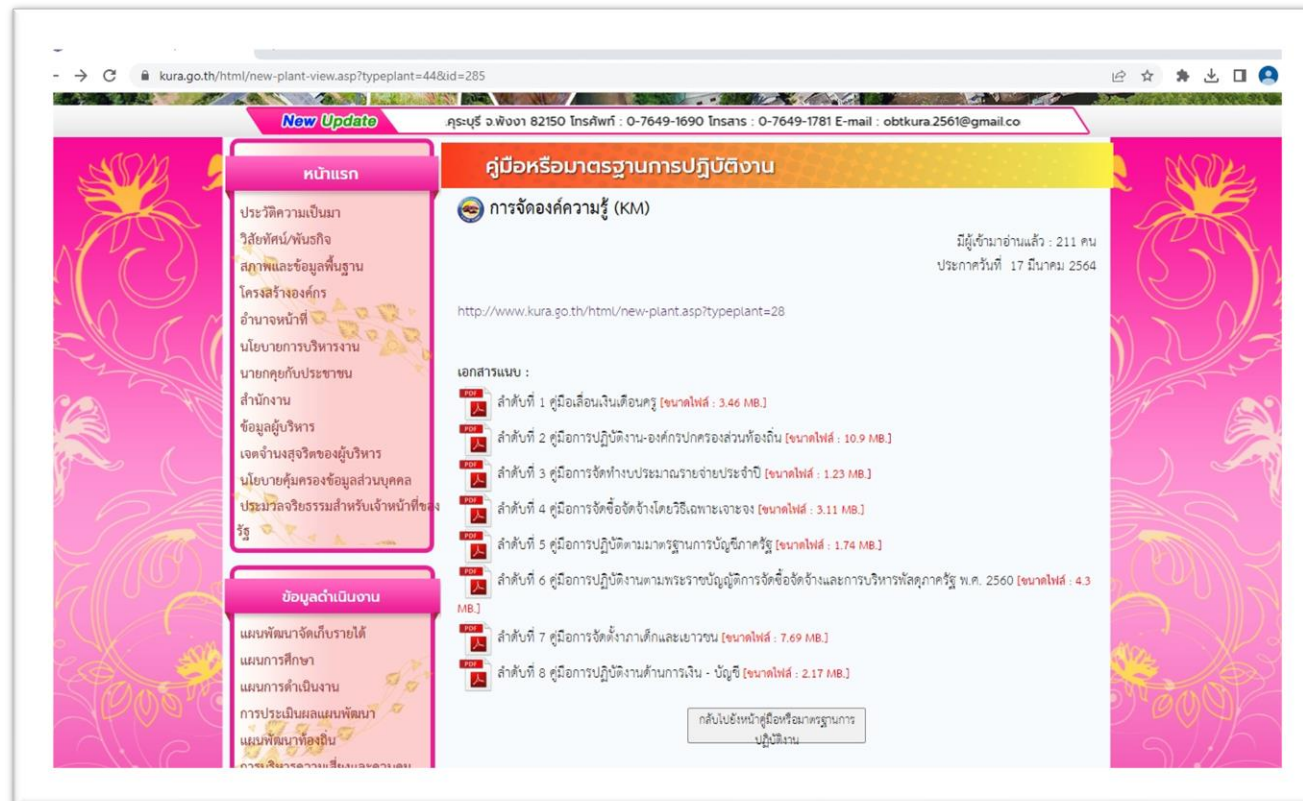 kura.go.th/html/new-plant-view.asp?typeplant=44&id=285
New Update
.คุระบุรี จ.พังงา 82150 โทรศัพท์ : 0-7649-1690 โทรสาร : 0-7649-1781 E-mail : obtkura.2561@gmail.co
หน้าแรก
ประวัติความเป็นมา
วิสัยทัศน์/พันธกิจ
สภาพและข้อมูลพื้นฐาน
โครงสร้างองค์กร
อำนาจหน้าที่
นโยบายการบริหารงาน
นายกคุยกับประชาชน
สำนักงาน
ข้อมูลผู้บริหาร
เจตจำนงสุจริตของผู้บริหาร
นโยบายคุ้มครองข้อมูลส่วนบุคคล
ประมวลจริยธรรมสำหรับเจ้าหน้าที่ของ
รัฐ
ข้อมูลดำเนินงาน
แผนพัฒนาจัดเก็บรายได้
แผนการศึกษา
แผนการดำเนินงาน
การประเมินผลแผนพัฒนา
แผนพัฒนาท้องถิ่น
คู่มือหรือมาตรฐานการปฏิบัติงาน
การจัดองค์ความรู้ (KM)
มีผู้เข้ามาอ่านแล้ว : 211 คน
ประกาศวันที่ 17 มีนาคม 2564
http://www.kura.go.th/html/new-plant.asp?typeplant=28
เอกสารแนบ :
PDF ลำดับที่ 1 คู่มือเลื่อนเงินเดือนครู [ขนาดไฟล์ : 3.46 MB.]
PDF ลำดับที่ 2 คู่มือการปฏิบัติงาน-องค์กรปกครองส่วนท้องถิ่น [ขนาดไฟล์ : 10.9 MB.]
PDF ลำดับที่ 3 คู่มือการจัดทำงบประมาณรายจ่ายประจำปี [ขนาดไฟล์ : 1.23 MB.]
PDF ลำดับที่ 4 คู่มือการจัดซื้อจัดจ้างโดยวิธีเฉพาะเจาะจง [ขนาดไฟล์ : 3.11 MB.]
PDF ลำดับที่ 5 คู่มือการปฏิบัติตามมาตรฐานการบัญชีภาครัฐ [ขนาดไฟล์ : 1.74 MB.]
PDF ลำดับที่ 6 คู่มือการปฏิบัติงานตามพระราชบัญญัติการจัดซื้อจัดจ้างและการบริหารพัสดุภาครัฐ พ.ศ. 2560 [ขนาดไฟล์ : 4.3
MB.]
PDF ลำดับที่ 7 คู่มือการจัดตั้งสภาเด็กและเยาวชน [ขนาดไฟล์ : 7.69 MB.]
PDF ลำดับที่ 8 คู่มือการปฏิบัติงานด้านการเงิน - บัญชี [ขนาดไฟล์ : 2.17 MB.]
กลับไปยังหน้าคู่มือหรือมาตรฐานการ
ปฏิบัติงาน